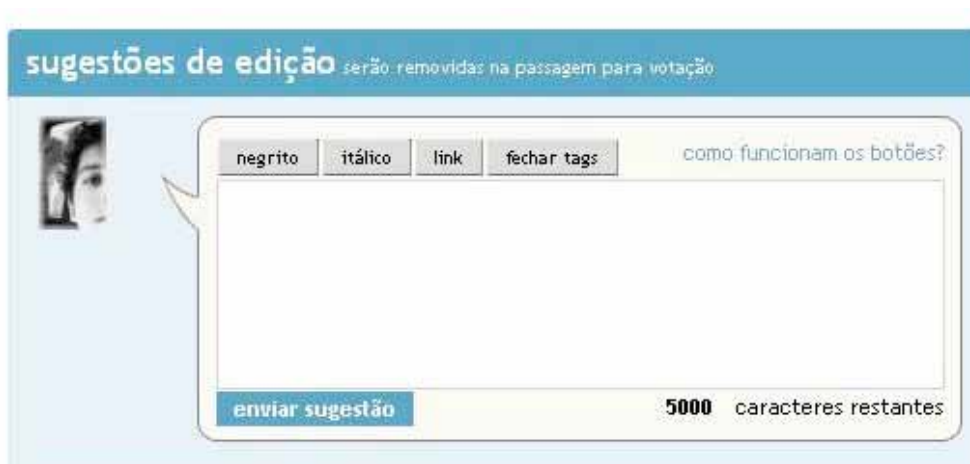 sugestões de edição serão removidas na passagem para votação
negrito itálico link fechar tags como funcionam os botões?
enviar sugestão 5000 caracteres restantes